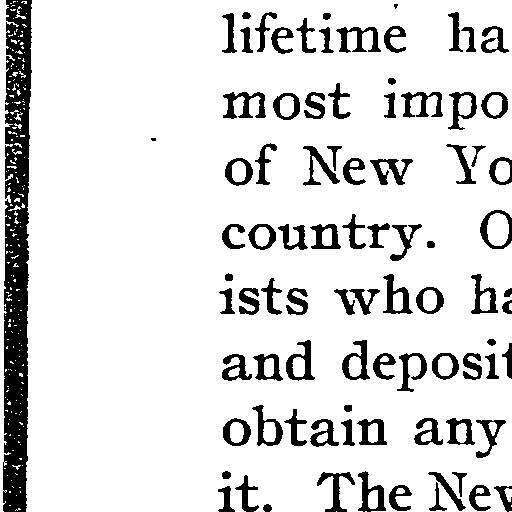 lifetime ha
most impo
of New Yo
country. O
ists who ha
and deposit
obtain any
it. The New